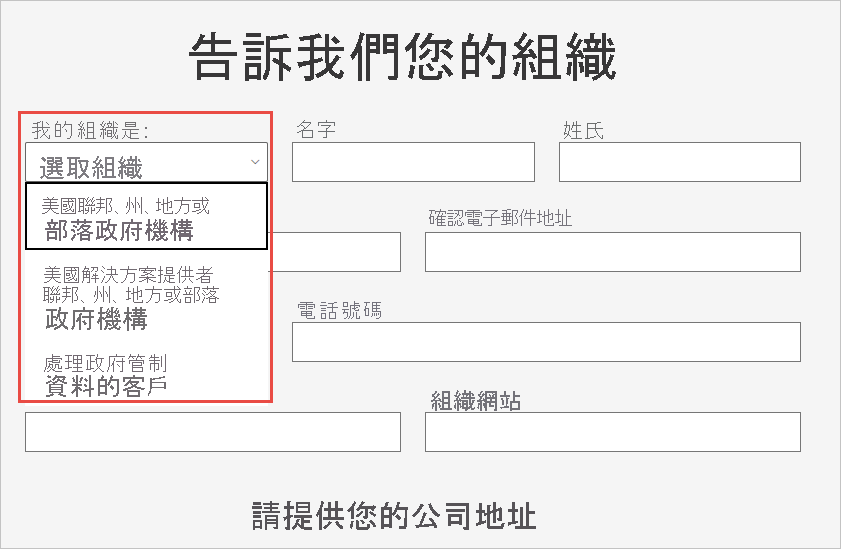 告訴我們您的組織
我的組織是:
名字
姓氏
選取組織
美國聯邦、州、地方或
部落政府機構
確認電子郵件地址
美國解決方案提供者
聯邦、州、地方或部落
政府機構
電話號碼
處理政府管制
資料的客戶
組織網站
請提供您的公司地址